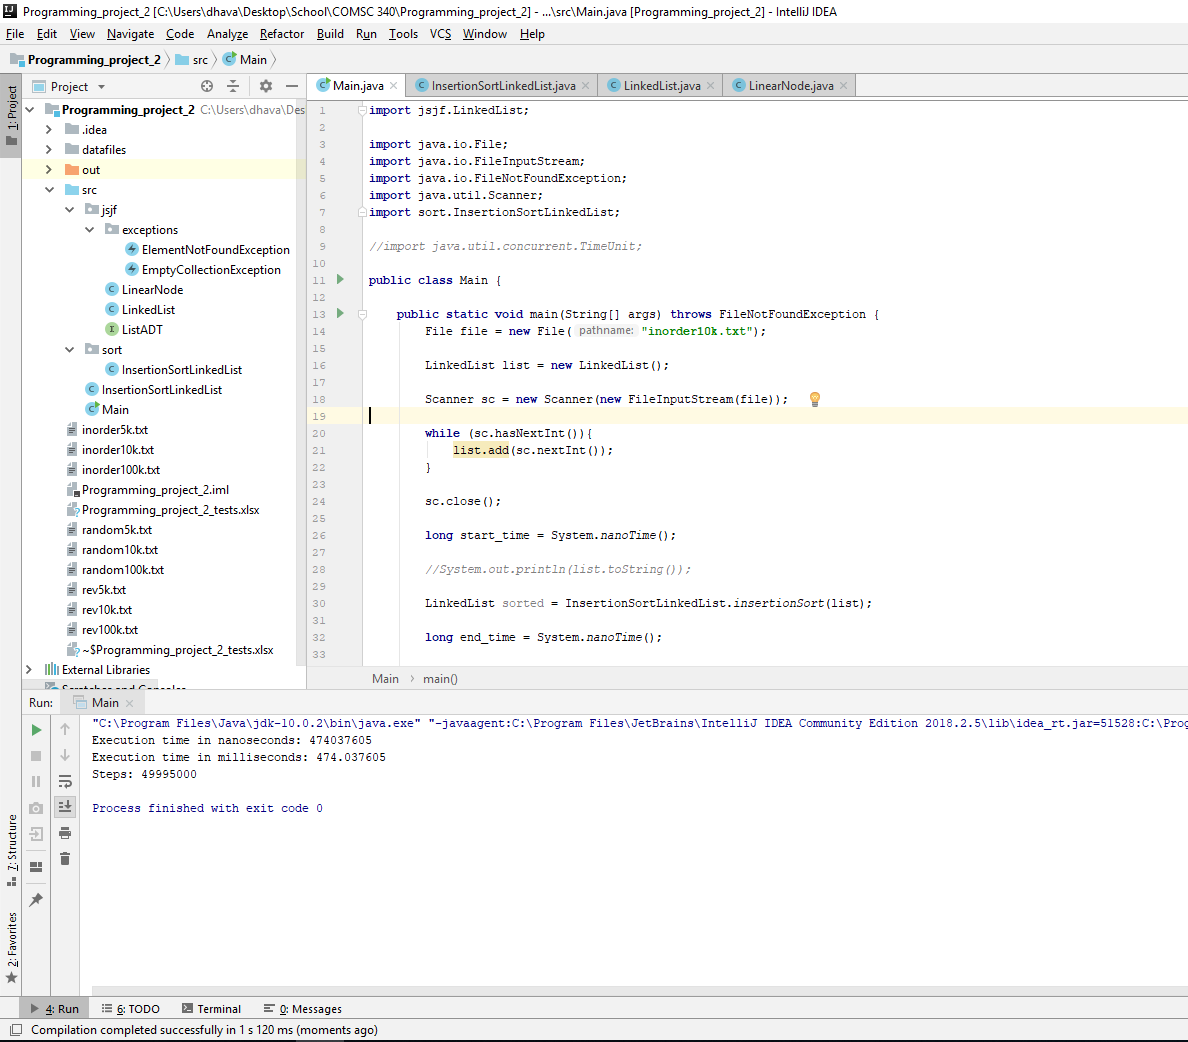 Programming_project_2 [C:\Users\dhava\Desktop\School\COMSC 340\Programming_project_2] - ...\src\Main.java [Programming_project_2] - IntelliJ IDEA
File Edit View Navigate Code Analyze Refactor Build Run Tools VCS Window Help
Programming_project_2 src Main
1: Project
Project
Programming_project_2 C:\Users\dhava\Des
.idea
datafiles
out
src
jsjf
exceptions
ElementNotFoundException
EmptyCollectionException
LinearNode
LinkedList
ListADT
sort
InsertionSortLinkedList
InsertionSortLinkedList
Main
inorder5k.txt
inorder10k.txt
inorder100k.txt
Programming_project_2.iml
Programming_project_2_tests.xlsx
random5k.txt
random10k.txt
random100k.txt
rev5k.txt
rev10k.txt
rev100k.txt
~$Programming_project_2_tests.xlsx
External Libraries
Scratches and Consoles
Main.java InsertionSortLinkedList.java LinkedList.java LinearNode.java
1 import jsjf.LinkedList;
2
3 import java.io.File;
4 import java.io.FileInputStream;
5 import java.io.FileNotFoundException;
6 import java.util.Scanner;
7 import sort.InsertionSortLinkedList;
8
9 //import java.util.concurrent.TimeUnit;
10
11 public class Main {
12
13 public static void main(String[] args) throws FileNotFoundException {
14 File file = new File( pathname: "inorder10k.txt");
15
16 LinkedList list = new LinkedList();
17
18 Scanner sc = new Scanner(new FileInputStream(file));
19
20 while (sc.hasNextInt()){
21 list.add(sc.nextInt());
22 }
23
24 sc.close();
25
26 long start_time = System.nanoTime();
27
28 //System.out.println(list.toString());
29
30 LinkedList sorted = InsertionSortLinkedList.insertionSort(list);
31
32 long end_time = System.nanoTime();
33
Main main()
Run: Main
"C:\Program Files\Java\jdk-10.0.2\bin\java.exe" "-javaagent:C:\Program Files\JetBrains\IntelliJ IDEA Community Edition 2018.2.5\lib\idea_rt.jar=51528:C:\Prog
Execution time in nanoseconds: 474037605
Execution time in milliseconds: 474.037605
Steps: 49995000
Process finished with exit code 0
7: Structure
2: Favorites
4: Run 6: TODO Terminal 0: Messages
Compilation completed successfully in 1 s 120 ms (moments ago)